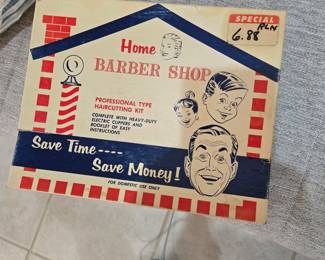 SPECIAL
RLN
6.88
Home
BARBER SHOP
PROFESSIONAL TYPE
HAIRCUTTING KIT
COMPLETE WITH HEAVY-DUTY
ELECTRIC CLIPPERS AND
BOOKLET OF EASY
INSTRUCTIONS
Save Time----
Save Money!
FOR DOMESTIC USE ONLY